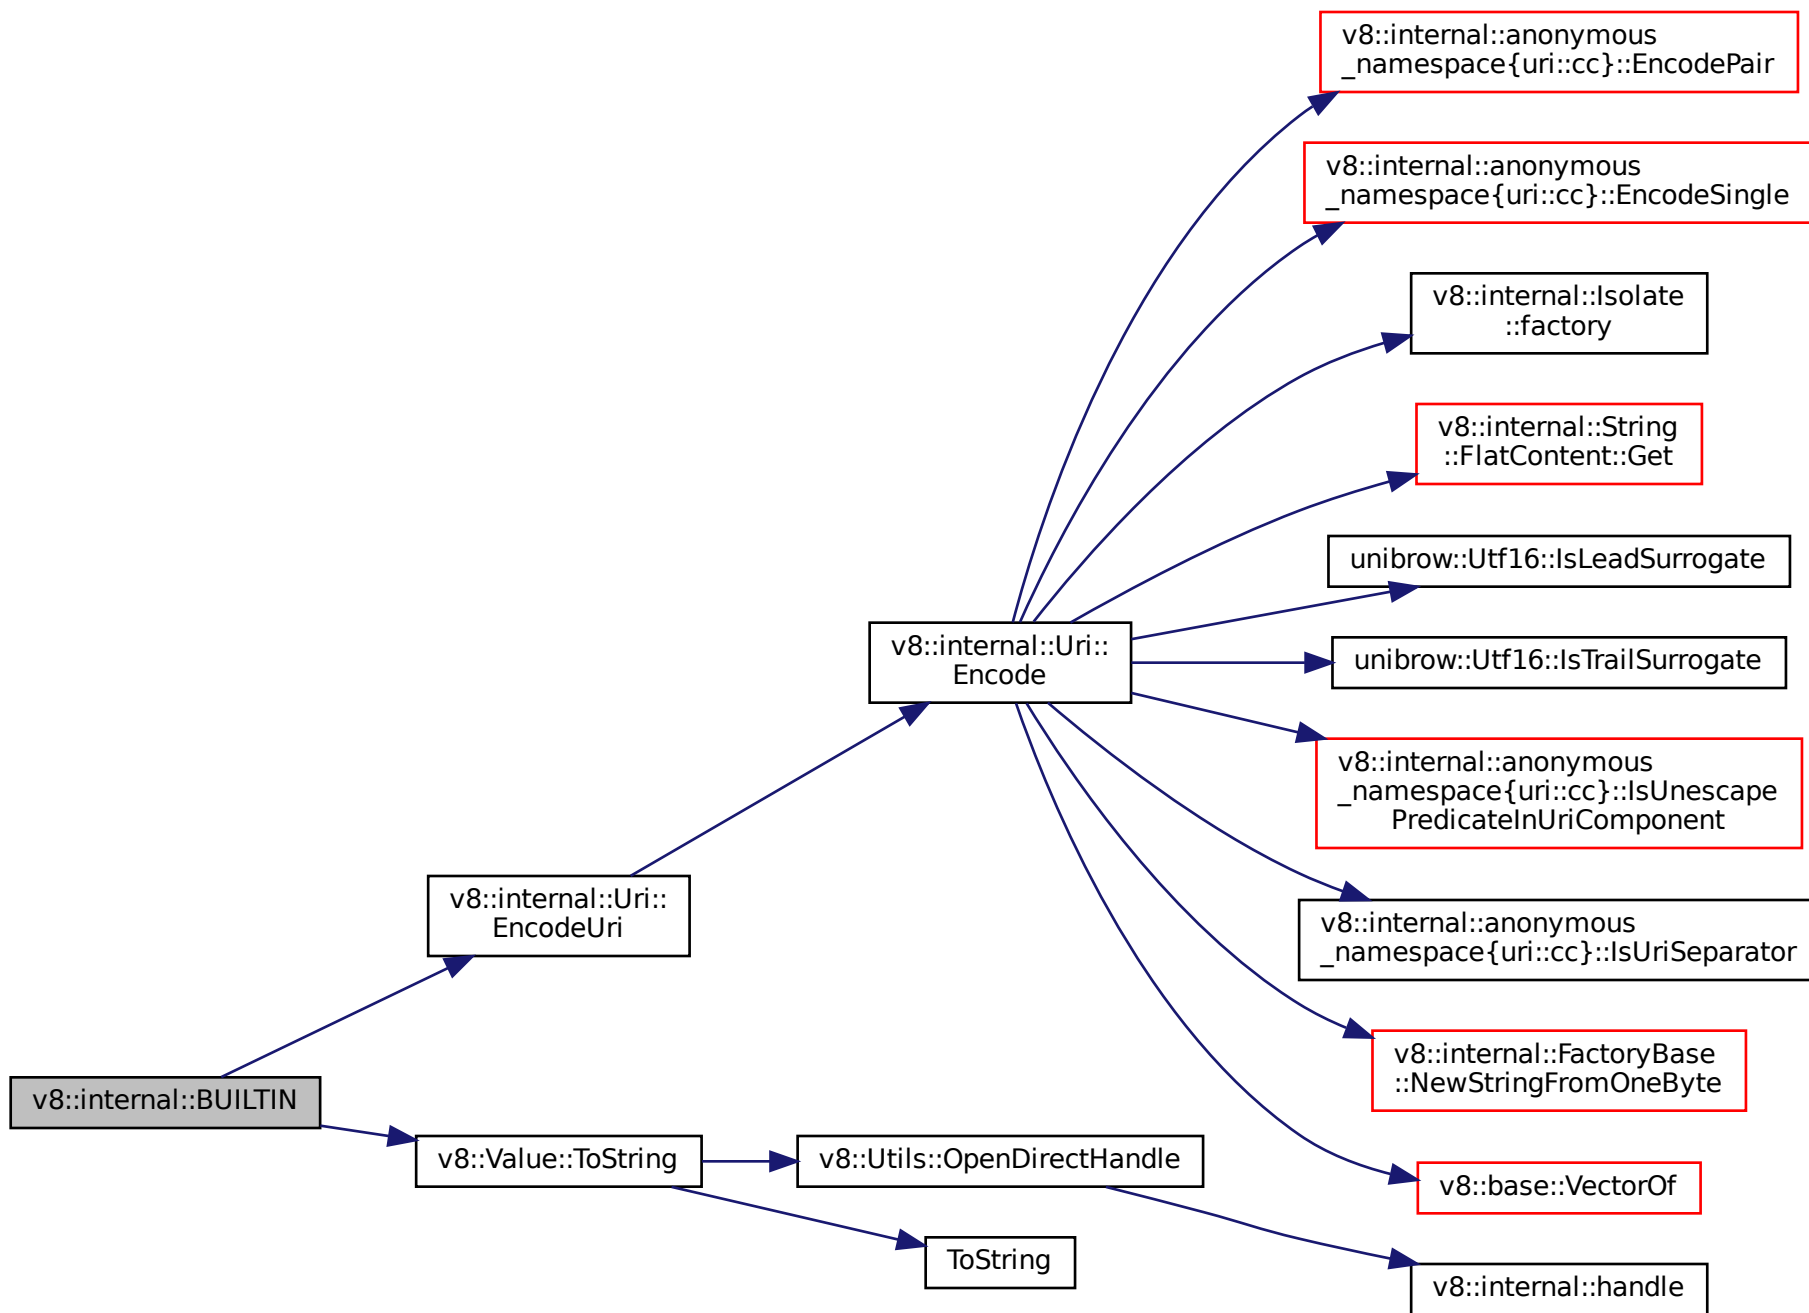 v8::internal::anonymous
_namespace{uri::cc}::EncodePair
v8::internal::anonymous
_namespace{uri::cc}::EncodeSingle
v8::internal::Isolate
::factory
v8::internal::String
::FlatContent::Get
unibrow::Utf16::IsLeadSurrogate
v8::internal::Uri::
Encode
unibrow::Utf16::IsTrailSurrogate
v8::internal::anonymous
_namespace{uri::cc}::IsUnescape
PredicateInUriComponent
v8::internal::Uri::
EncodeUri
v8::internal::anonymous
_namespace{uri::cc}::IsUriSeparator
v8::internal::FactoryBase
::NewStringFromOneByte
v8::internal::BUILTIN
v8::Value::ToString
v8::Utils::OpenDirectHandle
v8::base::VectorOf
ToString
v8::internal::handle